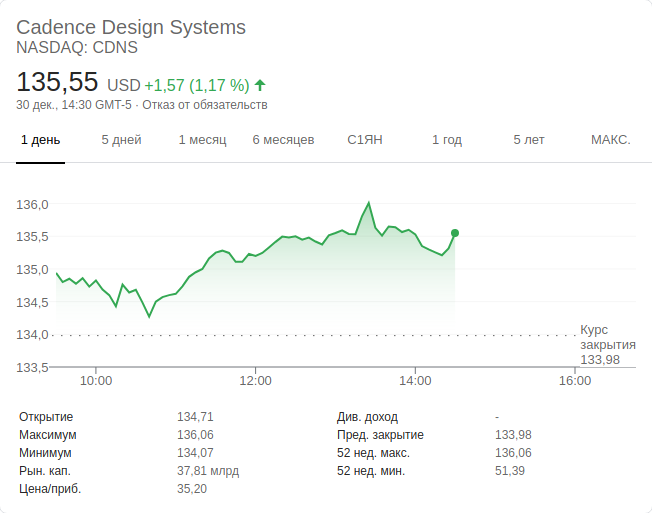 Cadence Design Systems
NASDAQ: CDNS
135,55 USD +1,57 (1,17 %)
30 дек., 14:30 GMT-5 · Отказ от обязательств
1 день 5 дней 1 месяц 6 месяцев С1ЯН 1 год 5 лет МАКС.
136,0
135,5
135,0
134,5
134,0
Курс
закрытия
133,98
133,5
10:00 12:00 14:00 16:00
Открытие 134,71 Див. доход -
Максимум 136,06 Пред. закрытие 133,98
Минимум 134,07 52 нед. макс. 136,06
Рын. кап. 37,81 млрд 52 нед. мин. 51,39
Цена/приб. 35,20